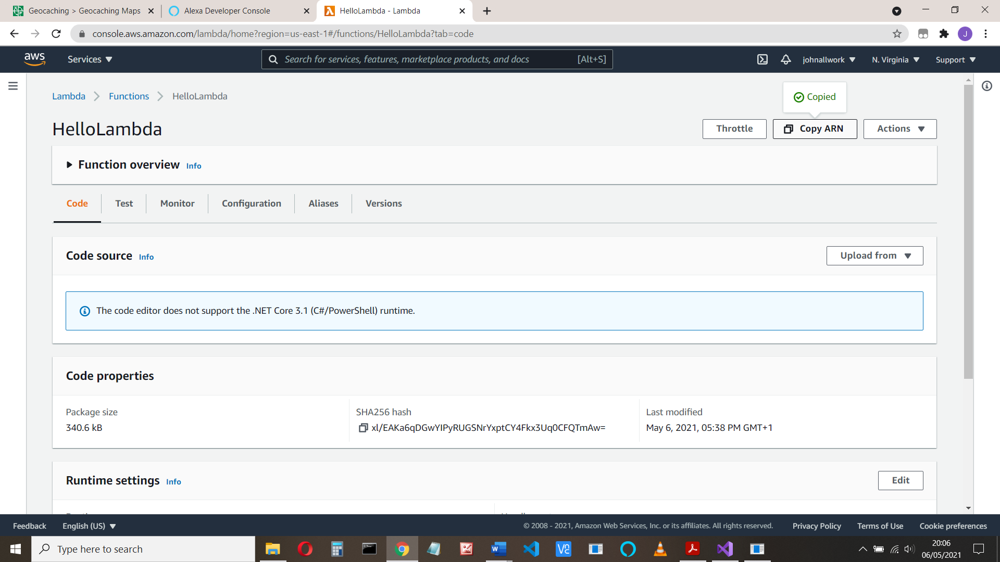 Geocaching > Geocaching Maps
Alexa Developer Console
HelloLambda - Lambda
console.aws.amazon.com/lambda/home?region=us-east-1#/functions/HelloLambda?tab=code
J
aws
Services
Search for services, features, marketplace products, and docs
[Alt+S]
johnallwork
N. Virginia
Support
Lambda
Functions
HelloLambda
Copied
HelloLambda
Throttle
Copy ARN
Actions
Function overview Info
Code
Test
Monitor
Configuration
Aliases
Versions
Code source Info
Upload from
The code editor does not support the .NET Core 3.1 (C#/PowerShell) runtime.
Code properties
Package size
340.6 kB
SHA256 hash
xl/EAKa6qDGwYIPyRUGSNrYxptCY4Fkx3Uq0CFQTmAw=
Last modified
May 6, 2021, 05:38 PM GMT+1
Runtime settings Info
Edit
Feedback
English (US)
© 2008 - 2021, Amazon Web Services, Inc. or its affiliates. All rights reserved.
Privacy Policy
Terms of Use
Cookie preferences
Type here to search
20:06
06/05/2021